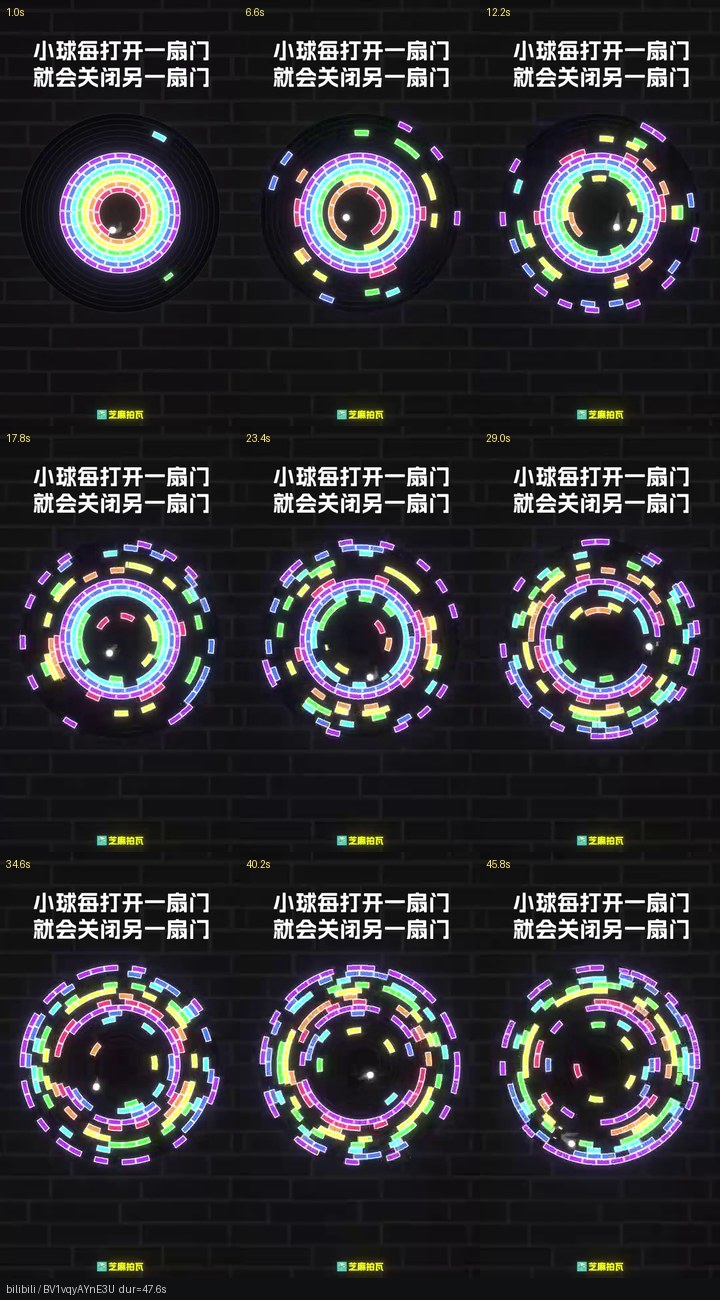 1.0s
6.6s
12.2s
小球每打开一扇门
就会关闭另一扇门
小球每打开一扇门
就会关闭另一扇门
小球每打开一扇门
就会关闭另一扇门
芝麻拍瓦
芝麻拍瓦
芝麻拍瓦
17.8s
23.4s
29.0s
小球每打开一扇门
就会关闭另一扇门
小球每打开一扇门
就会关闭另一扇门
小球每打开一扇门
就会关闭另一扇门
芝麻拍瓦
芝麻拍瓦
芝麻拍瓦
34.6s
40.2s
45.8s
小球每打开一扇门
就会关闭另一扇门
小球每打开一扇门
就会关闭另一扇门
小球每打开一扇门
就会关闭另一扇门
芝麻拍瓦
芝麻拍瓦
芝麻拍瓦
bilibili / BV1vqyAYnE3U dur=47.6s